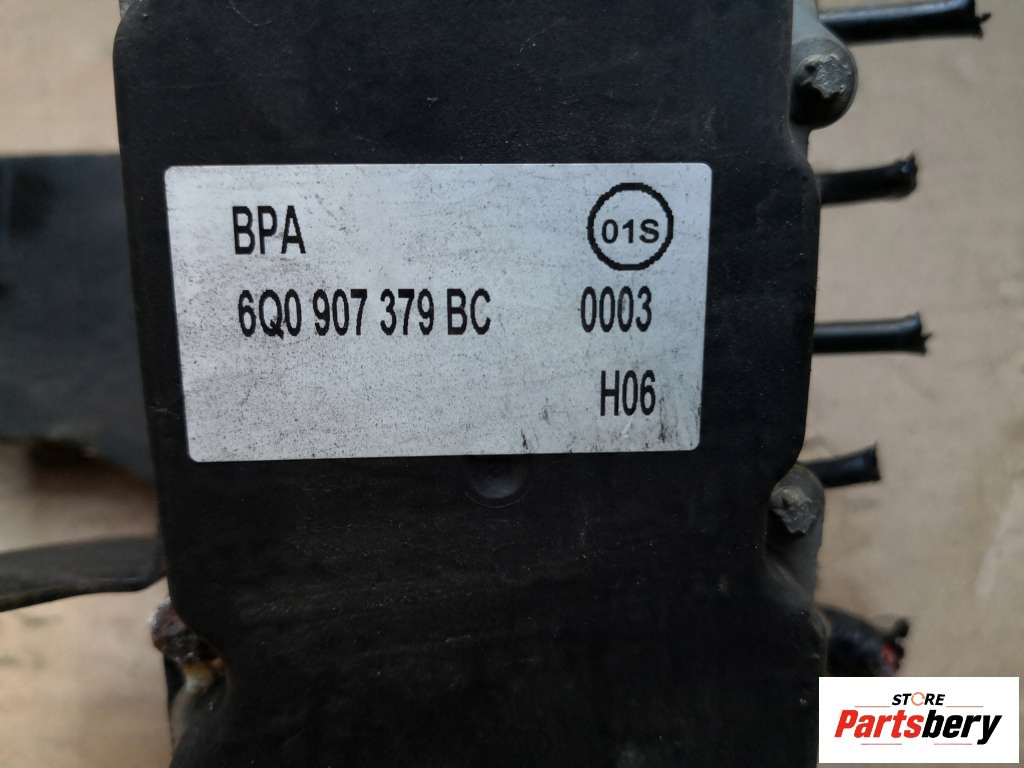 BPA 01S
6Q0 907 379 BC 0003
H06
STORE
Partsbery